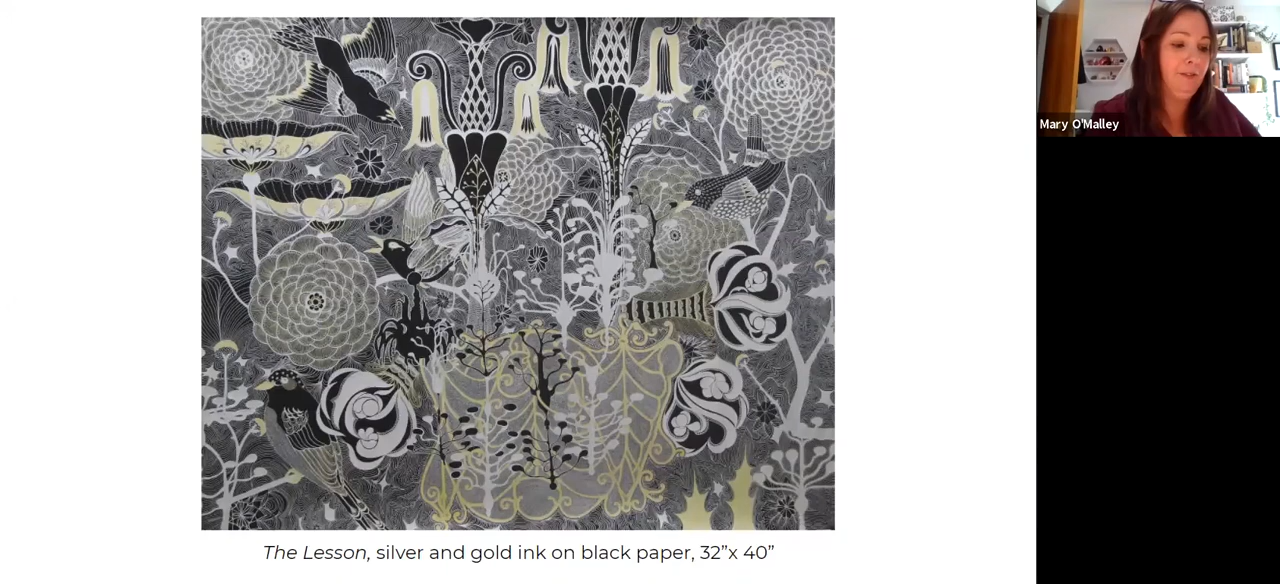 Mary O'Malley
The Lesson, silver and gold ink on black paper, 32”x 40”